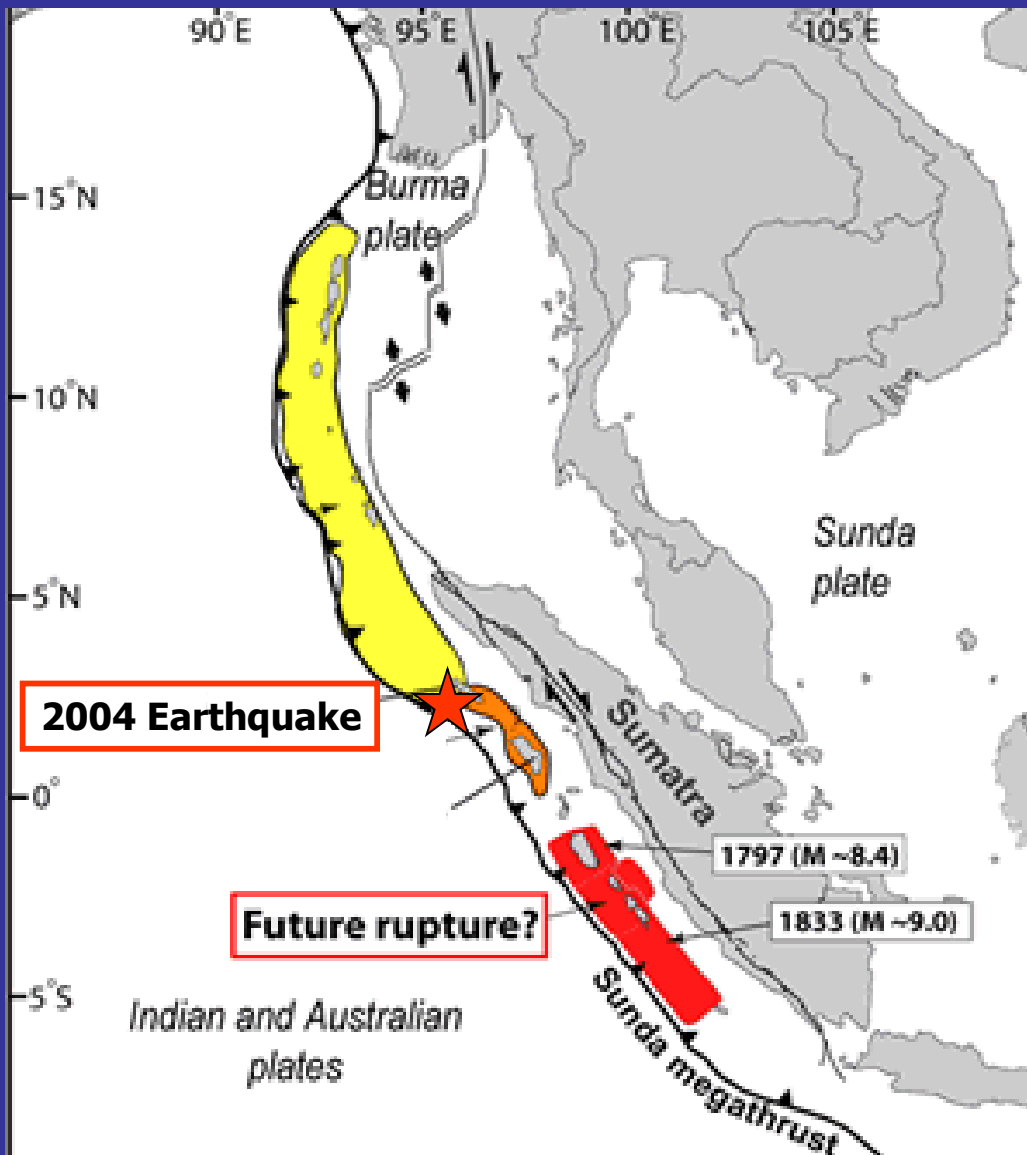 90°E
95°E
100°E
105°E
Burma
plate
15°N
10°N
Sunda
plate
5°N
2004 Earthquake
Sumatra
0°
1797 (M ~8.4)
Future rupture?
1833 (M ~9.0)
5°S
Indian and Australian
plates
Sunda megathrust